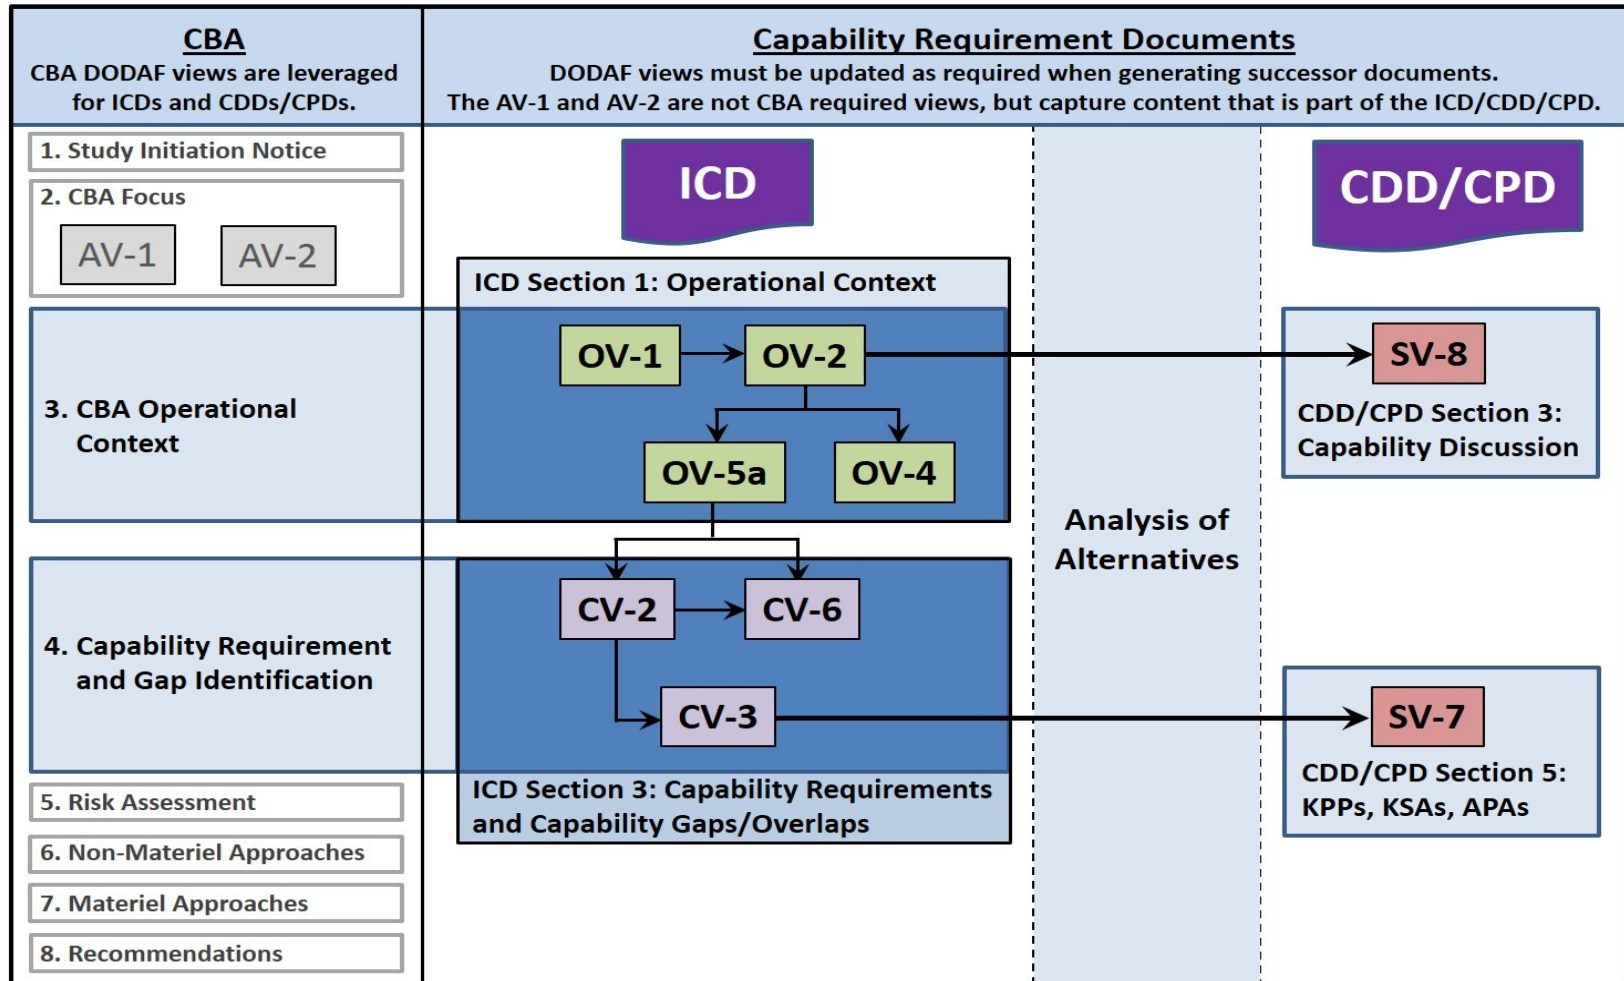 CBA
CBA DODAF views are leveraged
for ICDs and CDDs/CPDs.
Capability Requirement Documents
DODAF views must be updated as required when generating successor documents.
The AV-1 and AV-2 are not CBA required views, but capture content that is part of the ICD/CDD/CPD.
1. Study Initiation Notice
2. CBA Focus
AV-1
AV-2
3. CBA Operational
Context
4. Capability Requirement
and Gap Identification
5. Risk Assessment
6. Non-Materiel Approaches
7. Materiel Approaches
8. Recommendations
ICD
ICD Section 1: Operational Context
OV-1
OV-2
OV-5a
OV-4
CV-2
CV-6
CV-3
ICD Section 3: Capability Requirements
and Capability Gaps/Overlaps
Analysis of
Alternatives
CDD/CPD
SV-8
CDD/CPD Section 3:
Capability Discussion
SV-7
CDD/CPD Section 5:
KPPs, KSAs, APAs